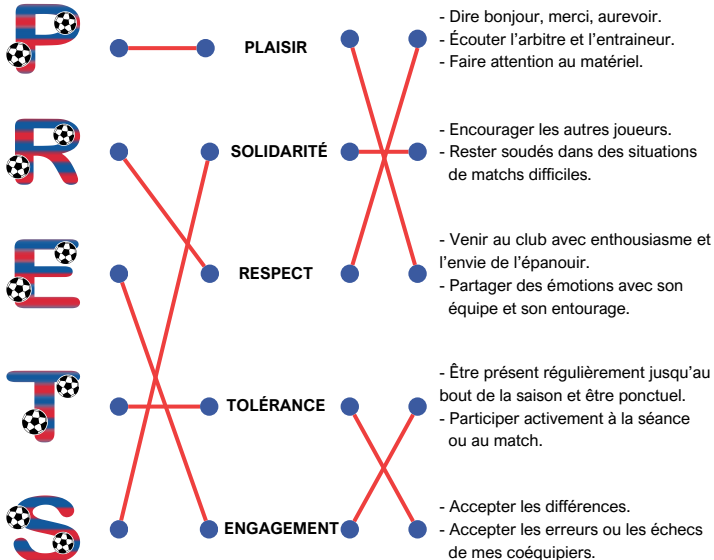 P
PLAISIR
- Dire bonjour, merci, aurevoir.
- Écouter l'arbitre et l'entraineur.
- Faire attention au matériel.
R
SOLIDARITÉ
- Encourager les autres joueurs.
- Rester soudés dans des situations
de matchs difficiles.
E
RESPECT
- Venir au club avec enthousiasme et
l'envie de l'épanouir.
- Partager des émotions avec son
équipe et son entourage.
T
TOLÉRANCE
- Être présent régulièrement jusqu'au
bout de la saison et être ponctuel.
- Participer activement à la séance
ou au match.
S
ENGAGEMENT
- Accepter les différences.
- Accepter les erreurs ou les échecs
de mes coéquipiers.